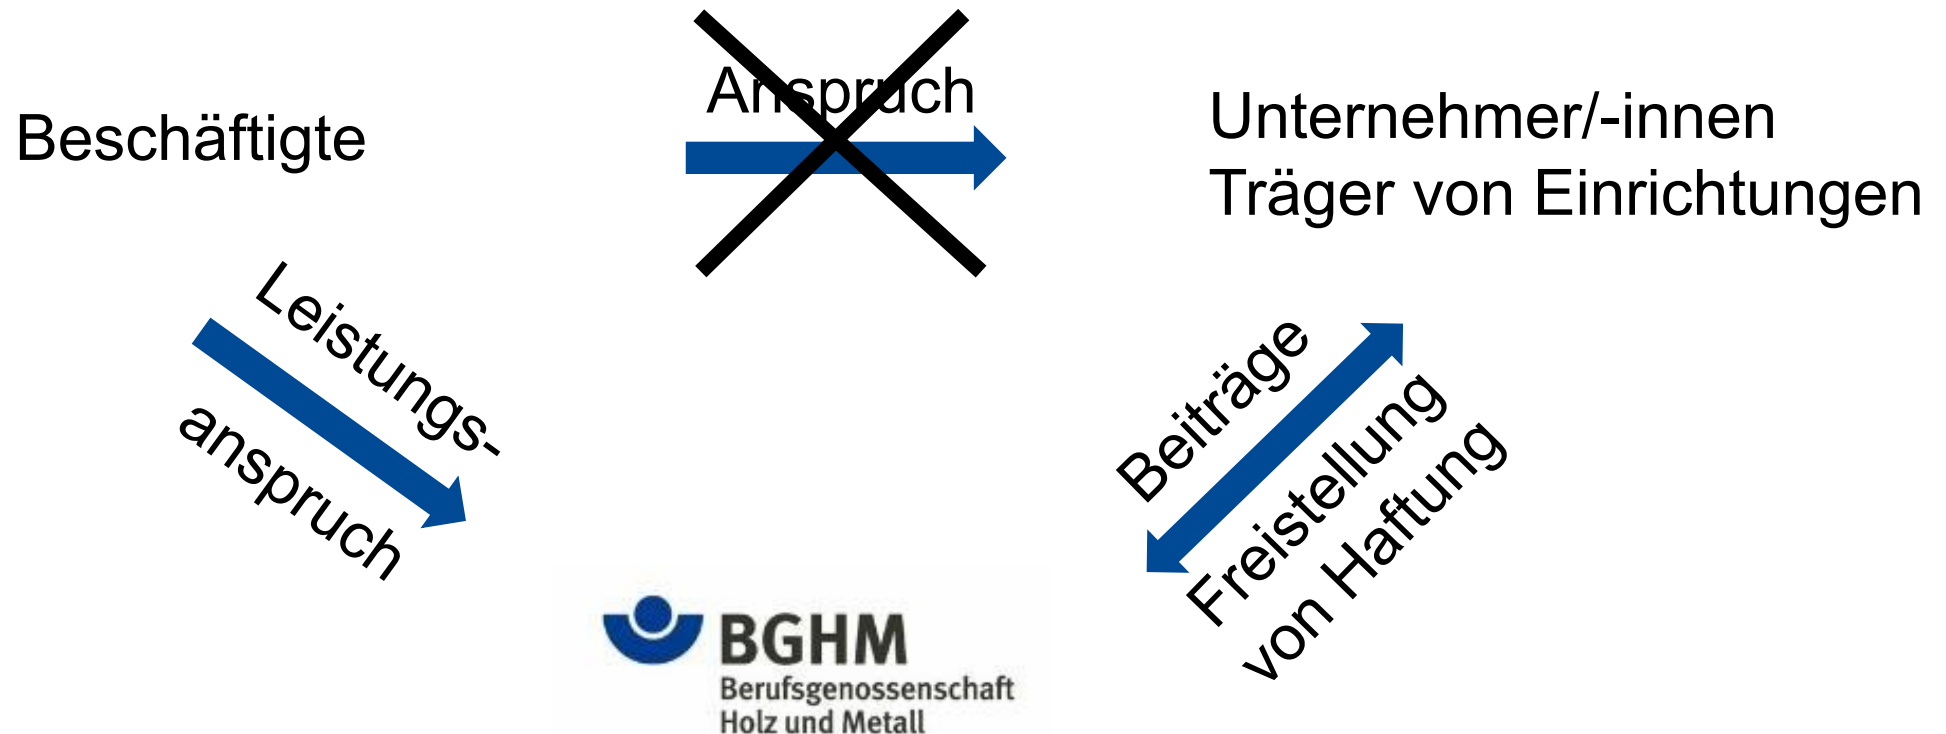 Anspruch
Beschäftigte
Unternehmer/-innen
Träger von Einrichtungen
Leistungs-
anspruch
Beiträge
Freistellung
von Haftung
BGHM
Berufsgenossenschaft
Holz und Metall